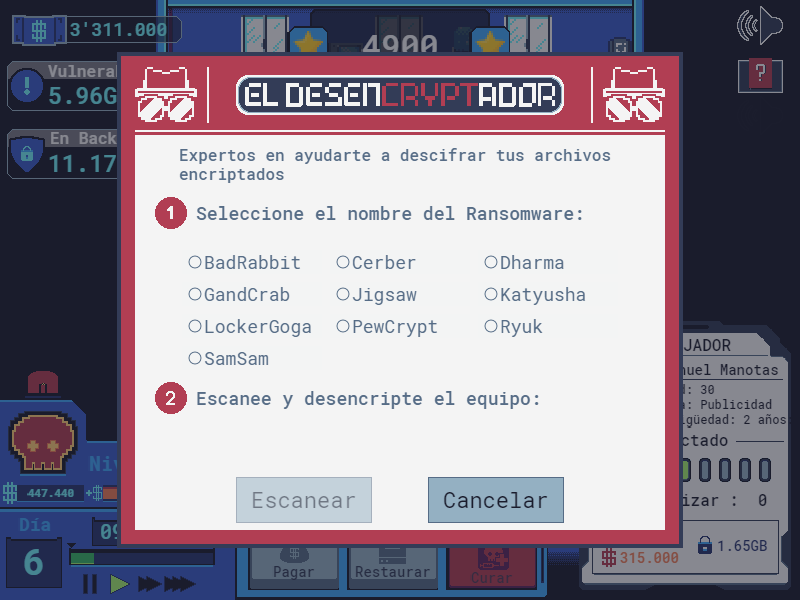 3'311.000
4900
Vulnera
5.96G
En Back
11.17
EL DESENCRYPTADOR
Expertos en ayudarte a descifrar tus archivos
encriptados
1 Seleccione el nombre del Ransomware:
BadRabbit Cerber Dharma
GandCrab Jigsaw Katyusha
LockerGoga PewCrypt Ryuk
SamSam
2 Escanee y desencripte el equipo:
Escanear Cancelar
JADOR
nuel Manotas
: 30
: Publicidad
igüedad: 2 años
ctado
izar : 0
1.65GB
315.000
Niv
447.440
Día
6
09
Pagar Restaurar Curar